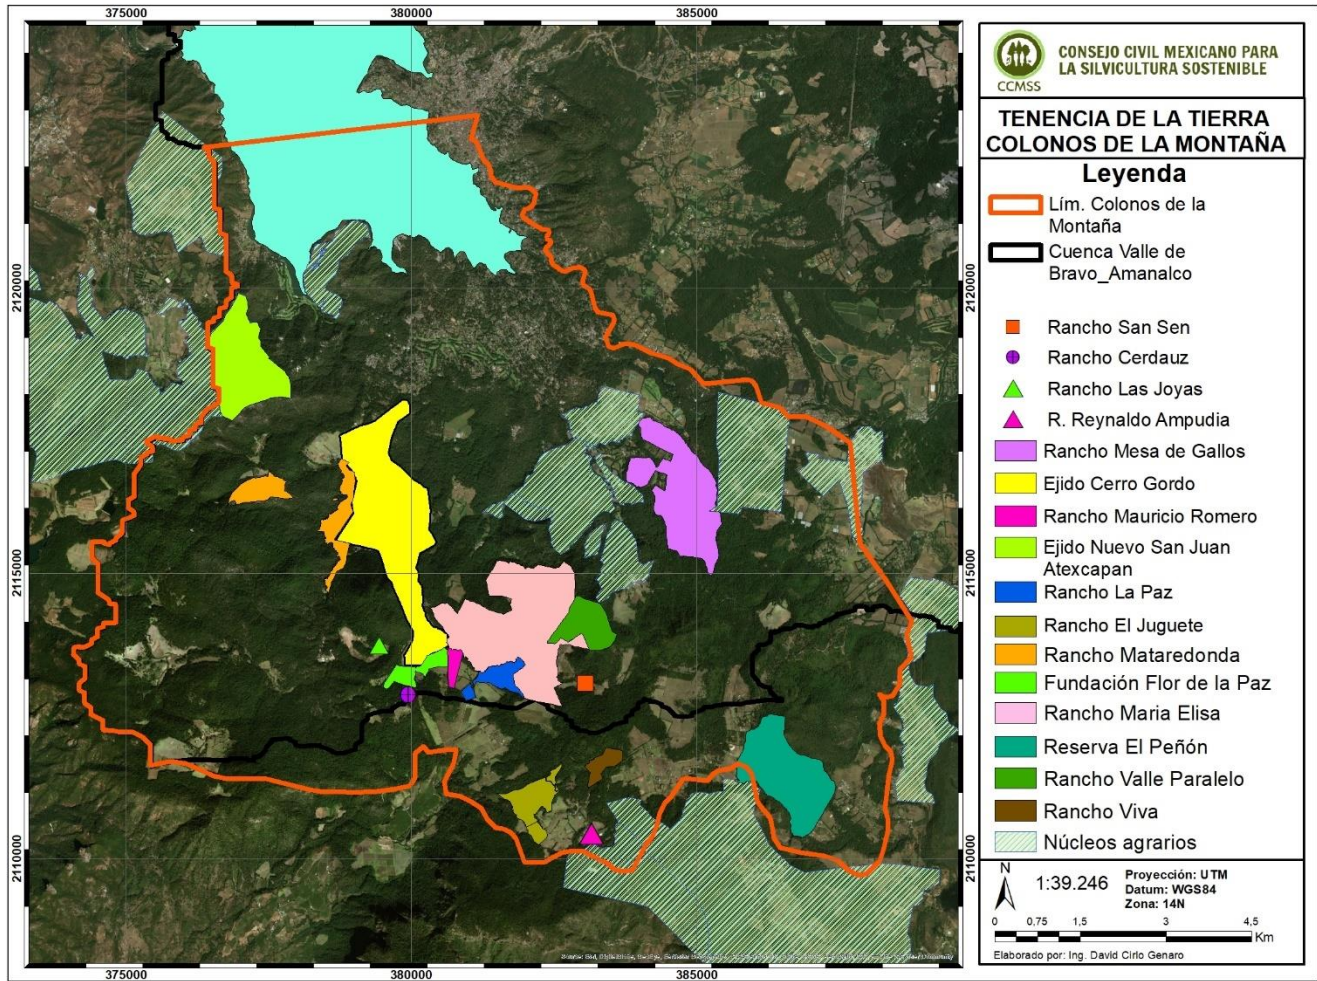 375000
380000
385000
2120000
2115000
2110000
2120000
2115000
2110000
375000
380000
385000
CCMSS
CONSEJO CIVIL MEXICANO PARA
LA SILVICULTURA SOSTENIBLE
TENENCIA DE LA TIERRA
COLONOS DE LA MONTAÑA
Leyenda
Lím. Colonos de la
Montaña
Cuenca Valle de
Bravo_Amanalco
Rancho San Sen
Rancho Cerdauz
Rancho Las Joyas
R. Reynaldo Ampudia
Rancho Mesa de Gallos
Ejido Cerro Gordo
Rancho Mauricio Romero
Ejido Nuevo San Juan
Atexcapan
Rancho La Paz
Rancho El Juguete
Rancho Mataredonda
Fundación Flor de la Paz
Rancho Maria Elisa
Reserva El Peñón
Rancho Valle Paralelo
Rancho Viva
Núcleos agrarios
N
1:39.246
Proyección: UTM
Datum: WGS84
Zona: 14N
0 0,75 1,5 3 4,5
Km
Elaborado por: Ing. David Cirlo Genaro